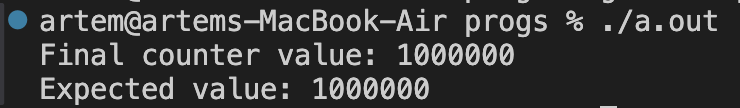 artem@artems-MacBook-Air progs % ./a.out
Final counter value: 1000000
Expected value: 1000000